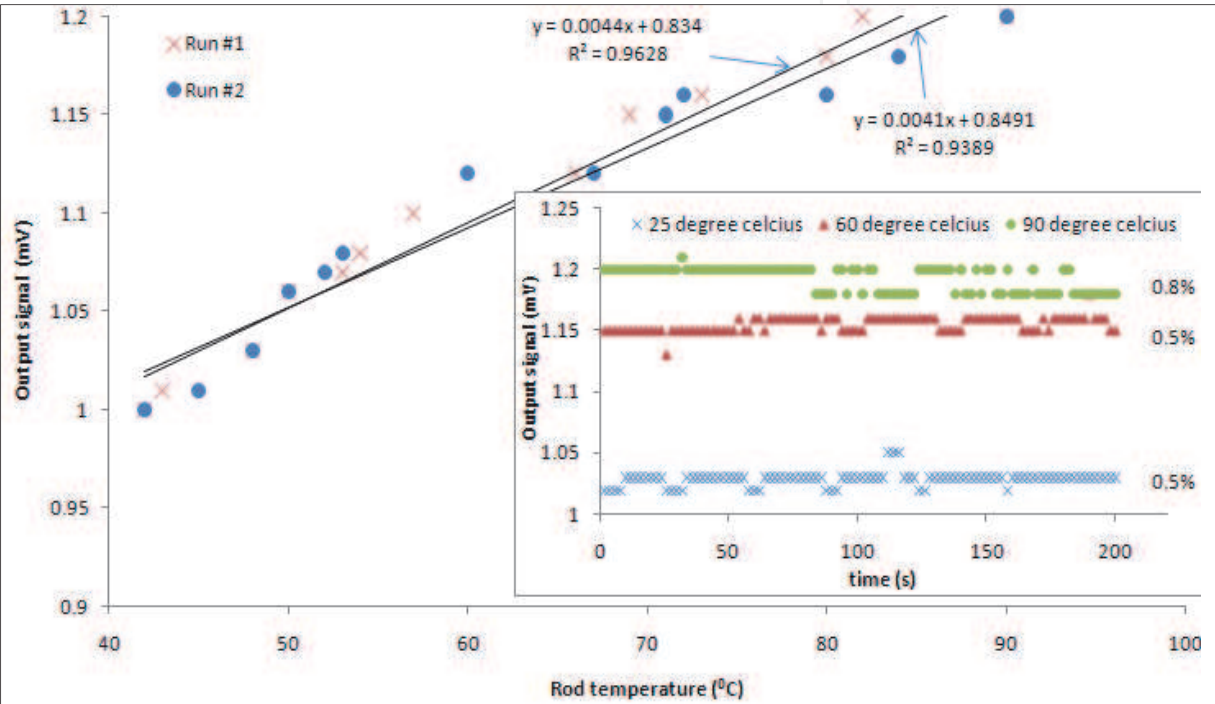 1.2
1.15
1.1
1.05
1
0.95
0.9
Output signal (mV)
Run #1
Run #2
y = 0.0044x + 0.834
R² = 0.9628
y = 0.0041x + 0.8491
R² = 0.9389
1.25
1.2
1.15
1.1
1.05
1
Output signal (mV)
25 degree celcius
60 degree celcius
90 degree celcius
0.8%
0.5%
0.5%
0
50
100
150
200
time (s)
40
50
60
70
80
90
100
Rod temperature (⁰C)